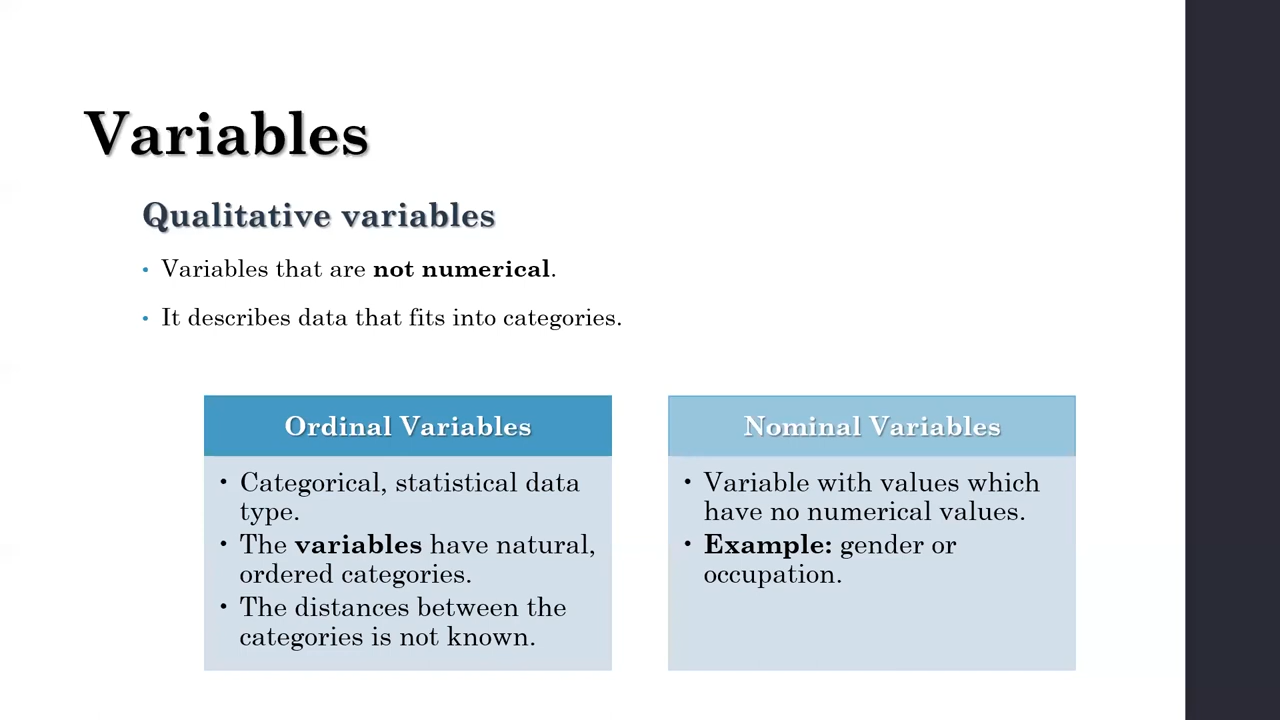 Variables
Qualitative variables
• Variables that are not numerical.
• It describes data that fits into categories.
Ordinal Variables
• Categorical, statistical data
type.
• The variables have natural,
ordered categories.
• The distances between the
categories is not known.
Nominal Variables
• Variable with values which
have no numerical values.
• Example: gender or
occupation.